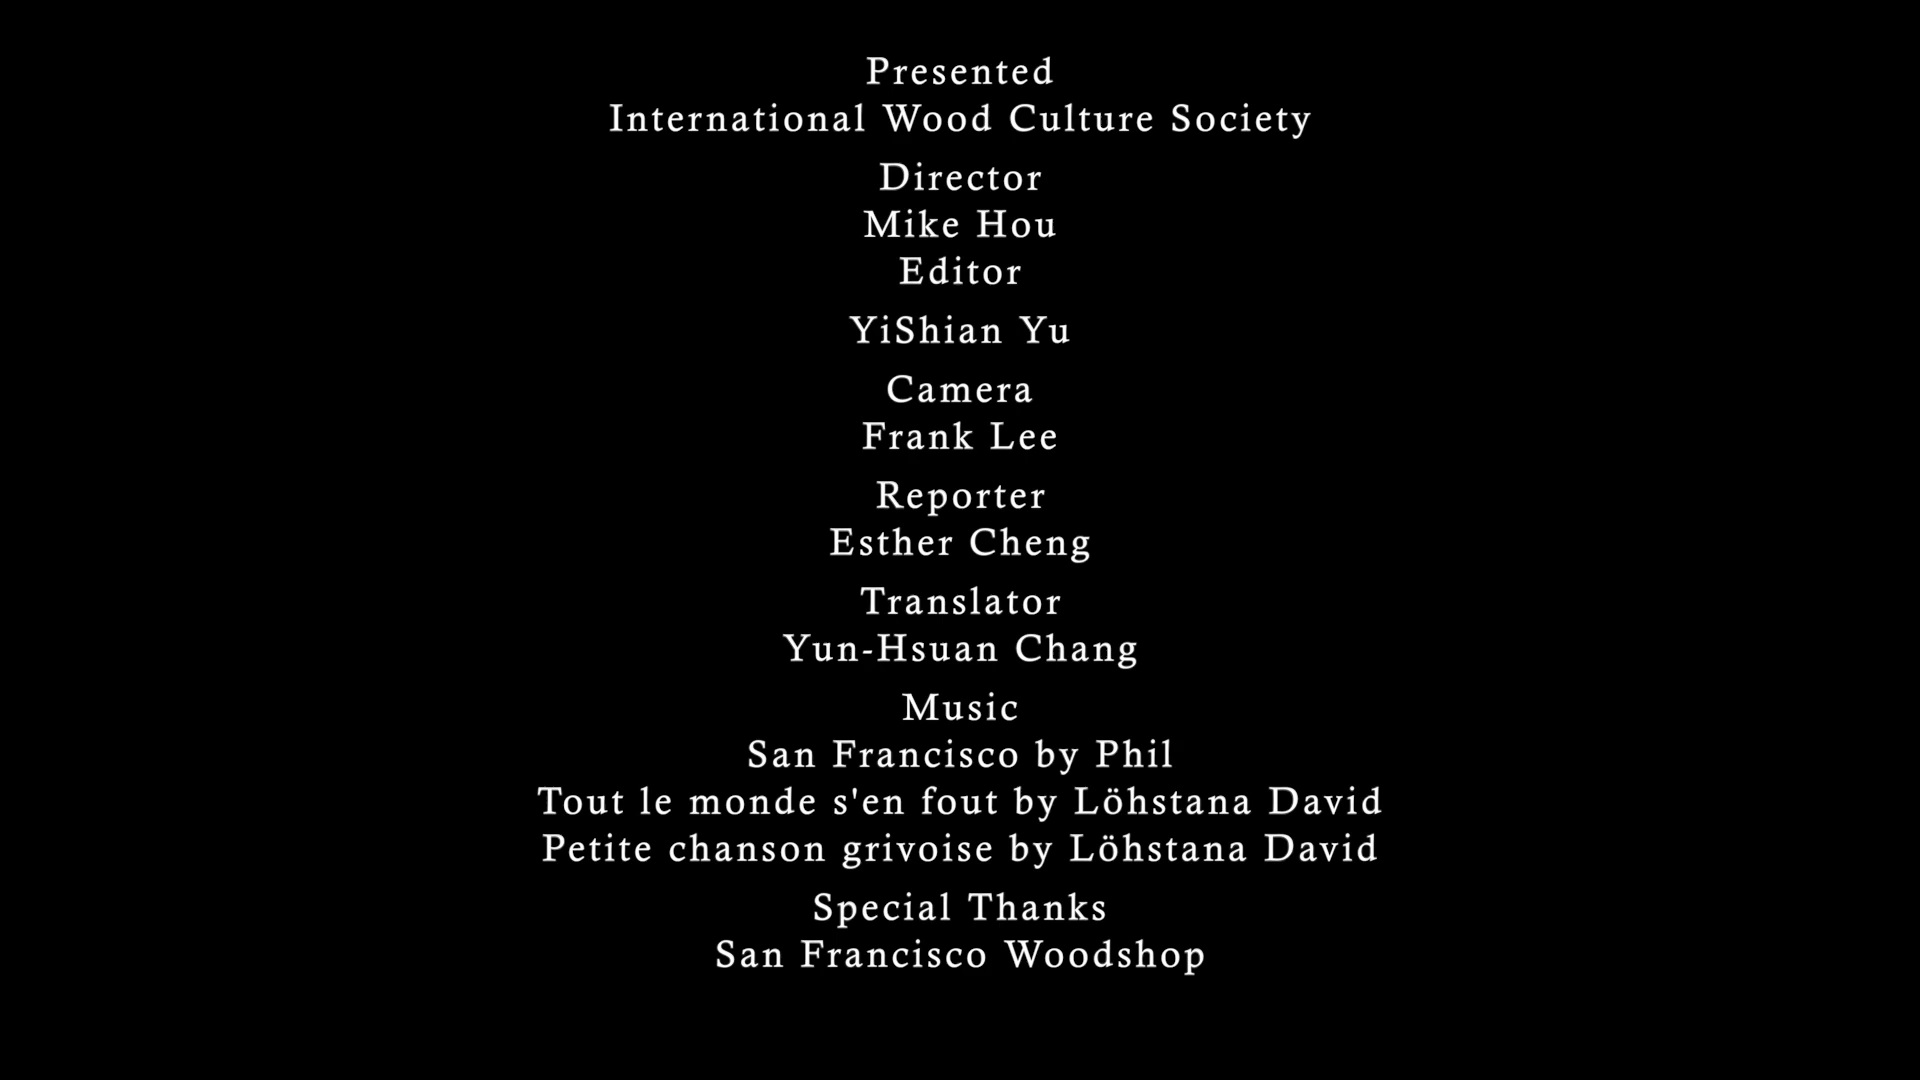 Presented
International Wood Culture Society
Director
Mike Hou
Editor
YiShian Yu
Camera
Frank Lee
Reporter
Esther Cheng
Translator
Yun-Hsuan Chang
Music
San Francisco by Phil
Tout le monde s'en fout by Löhstana David
Petite chanson grivoise by Löhstana David
Special Thanks
San Francisco Woodshop